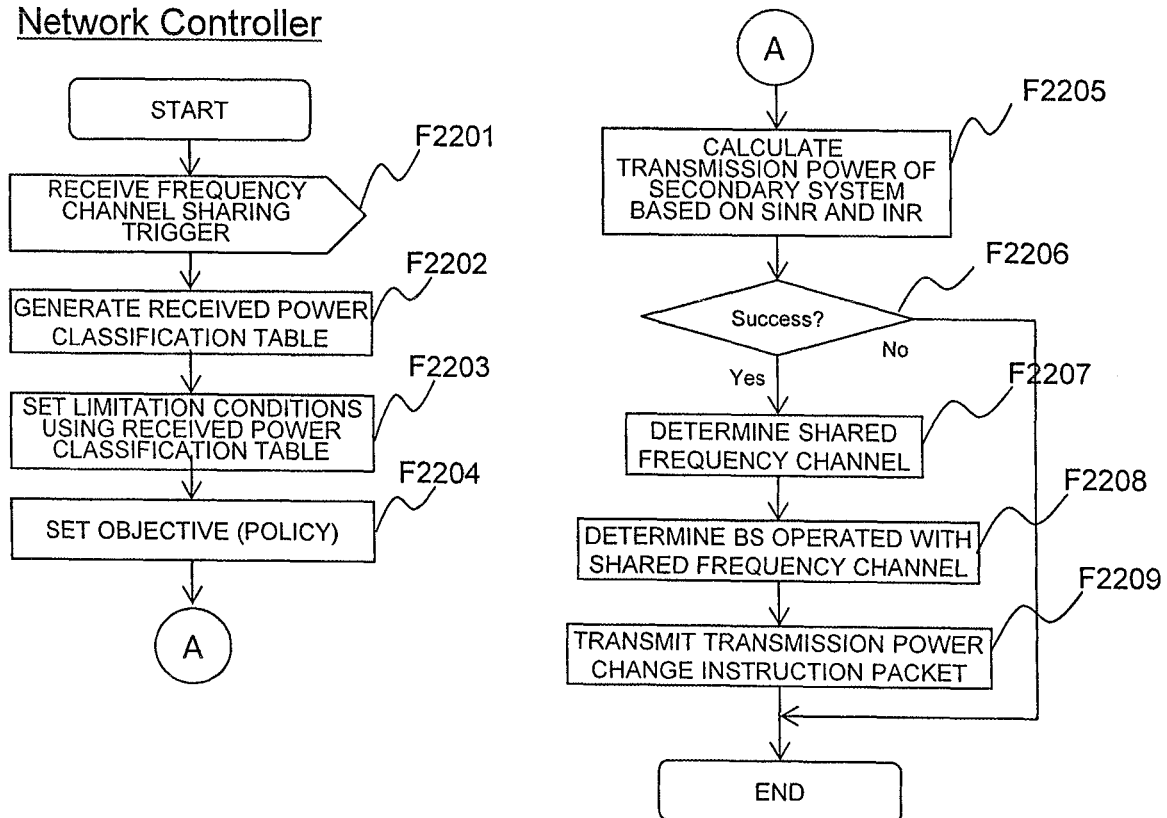 Network Controller
START
F2201
RECEIVE FREQUENCY
CHANNEL SHARING
TRIGGER
F2202
GENERATE RECEIVED POWER
CLASSIFICATION TABLE
F2203
SET LIMITATION CONDITIONS
USING RECEIVED POWER
CLASSIFICATION TABLE
F2204
SET OBJECTIVE (POLICY)
A
A
F2205
CALCULATE
TRANSMISSION POWER OF
SECONDARY SYSTEM
BASED ON SINR AND INR
F2206
Success?
No
Yes
F2207
DETERMINE SHARED
FREQUENCY CHANNEL
F2208
DETERMINE BS OPERATED WITH
SHARED FREQUENCY CHANNEL
F2209
TRANSMIT TRANSMISSION POWER
CHANGE INSTRUCTION PACKET
END